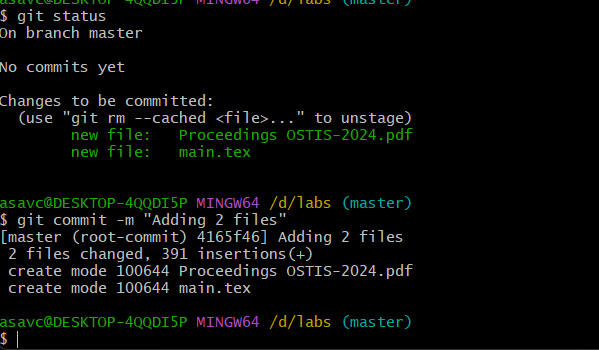 asavc@DESKTOP-4QQDI5P MINGW64 /d/labs (master)
$ git status
On branch master
No commits yet
Changes to be committed:
(use "git rm --cached <file>..." to unstage)
new file: Proceedings OSTIS-2024.pdf
new file: main.tex
asavc@DESKTOP-4QQDI5P MINGW64 /d/labs (master)
$ git commit -m "Adding 2 files"
[master (root-commit) 4165f46] Adding 2 files
2 files changed, 391 insertions(+)
create mode 100644 Proceedings OSTIS-2024.pdf
create mode 100644 main.tex
asavc@DESKTOP-4QQDI5P MINGW64 /d/labs (master)
$